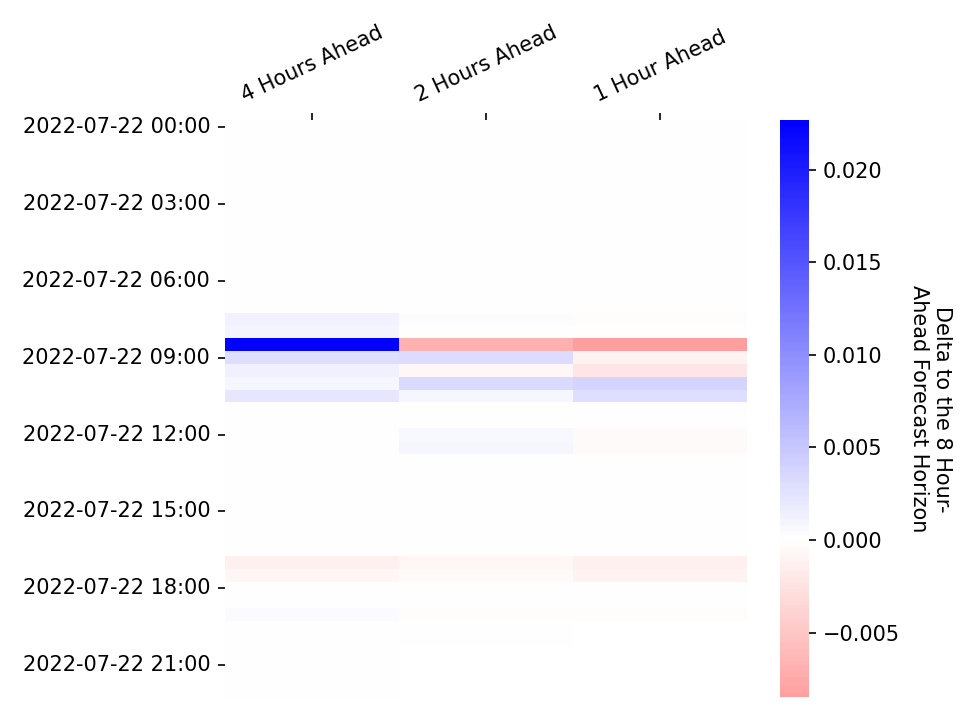 4 Hours Ahead
2 Hours Ahead
1 Hour Ahead
2022-07-22 00:00
2022-07-22 03:00
2022-07-22 06:00
2022-07-22 09:00
2022-07-22 12:00
2022-07-22 15:00
2022-07-22 18:00
2022-07-22 21:00
0.020
0.015
0.010
0.005
0.000
−0.005
Delta to the 8 Hour-
Ahead Forecast Horizon